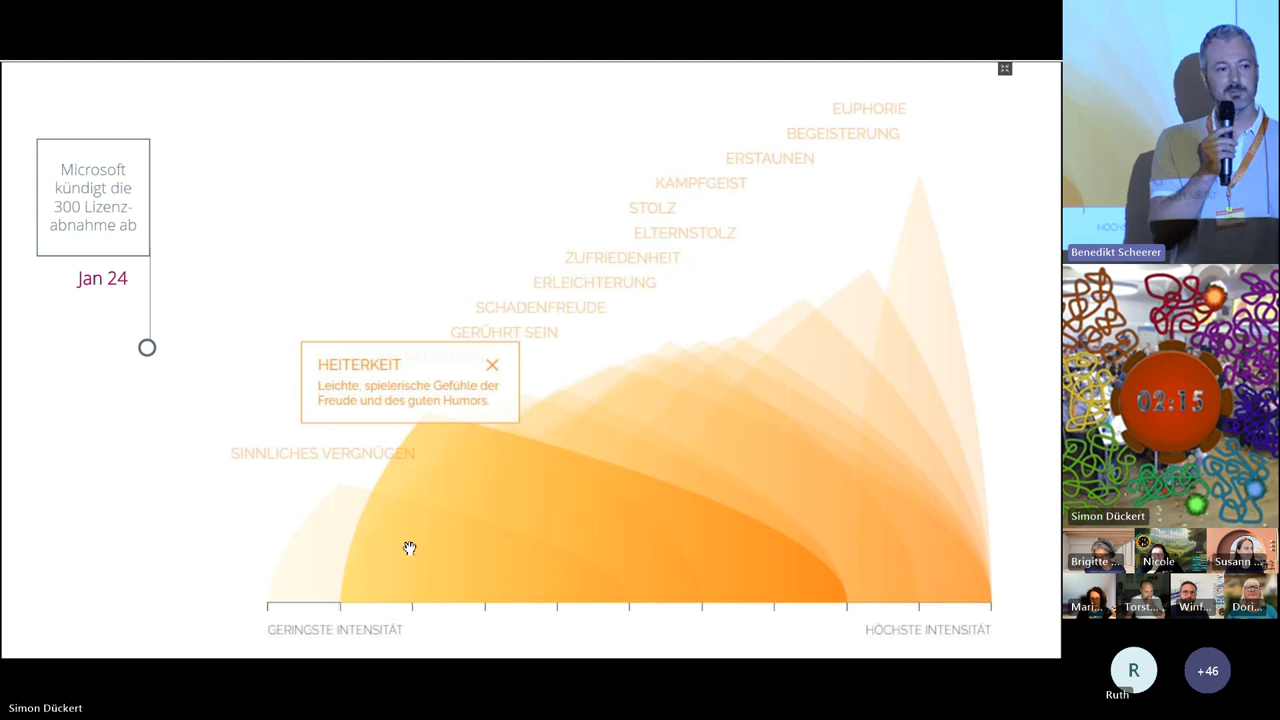 EUPHORIE
BEGEISTERUNG
ERSTAUNEN
Microsoft
kündigt die
300 Lizenz-
abnahme ab
KAMPFGEIST
STOLZ
ELTERNSTOLZ
ZUFRIEDENHEIT
Jan 24
ERLEICHTERUNG
SCHADENFREUDE
GERÜHRT SEIN
HEITERKEIT
Leichte, spielerische Gefühle der
Freude und des guten Humors.
SINNLICHES VERGNÜGEN
GERINGSTE INTENSITÄT
HÖCHSTE INTENSITÄT
Benedikt Scheerer
02:15
Simon Dückert
Brigitte ...
Nicole
Susann ...
Mari...
Torst...
Winf...
Dori...
R
Ruth
+46
Simon Dückert